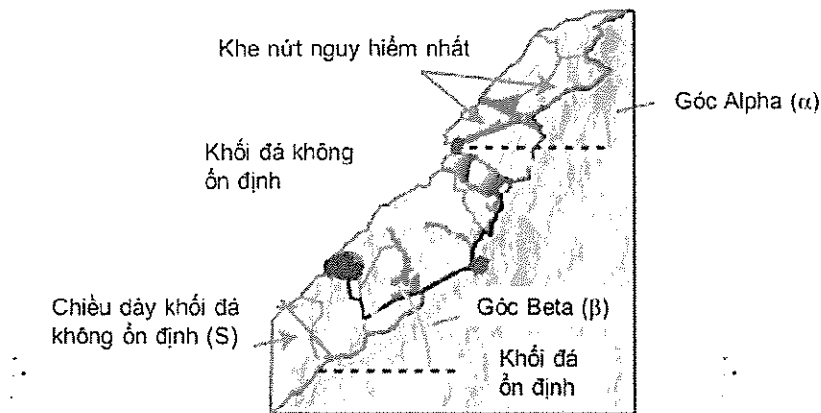 Khe nứt nguy hiểm nhất
Góc Alpha (α)
Khối đá không
ổn định
Chiều dày khối đá
không ổn định (S)
Góc Beta (β)
Khối đá
ổn định